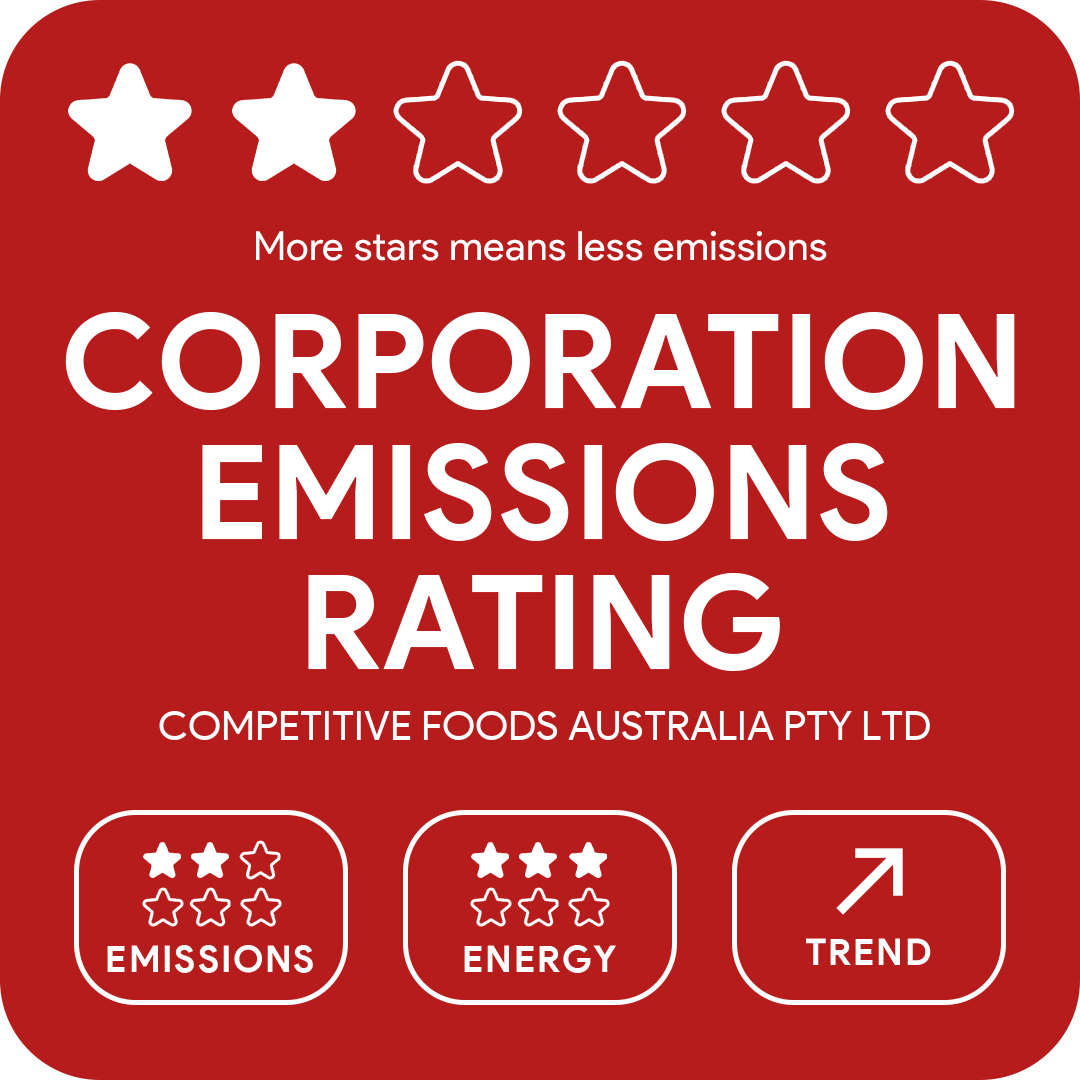 More stars means less emissions
CORPORATION
EMISSIONS
RATING
COMPETITIVE FOODS AUSTRALIA PTY LTD
EMISSIONS
ENERGY
TREND